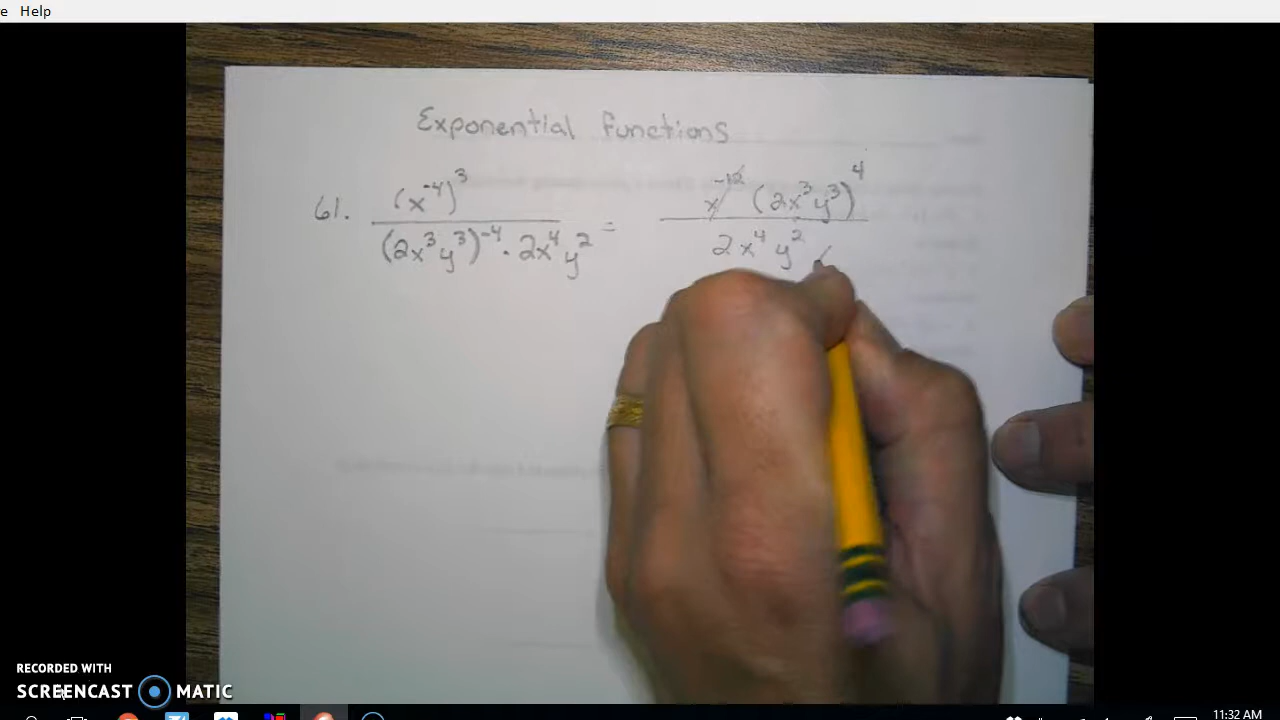 e Help
Exponential functions
61. (x^-4)^3 / (2x^3y^3)^-4 · 2x^4y^2 = x^-12 (2x^3y^3)^4 / 2x^4y^2
RECORDED WITH
SCREENCAST MATIC
11:32 AM